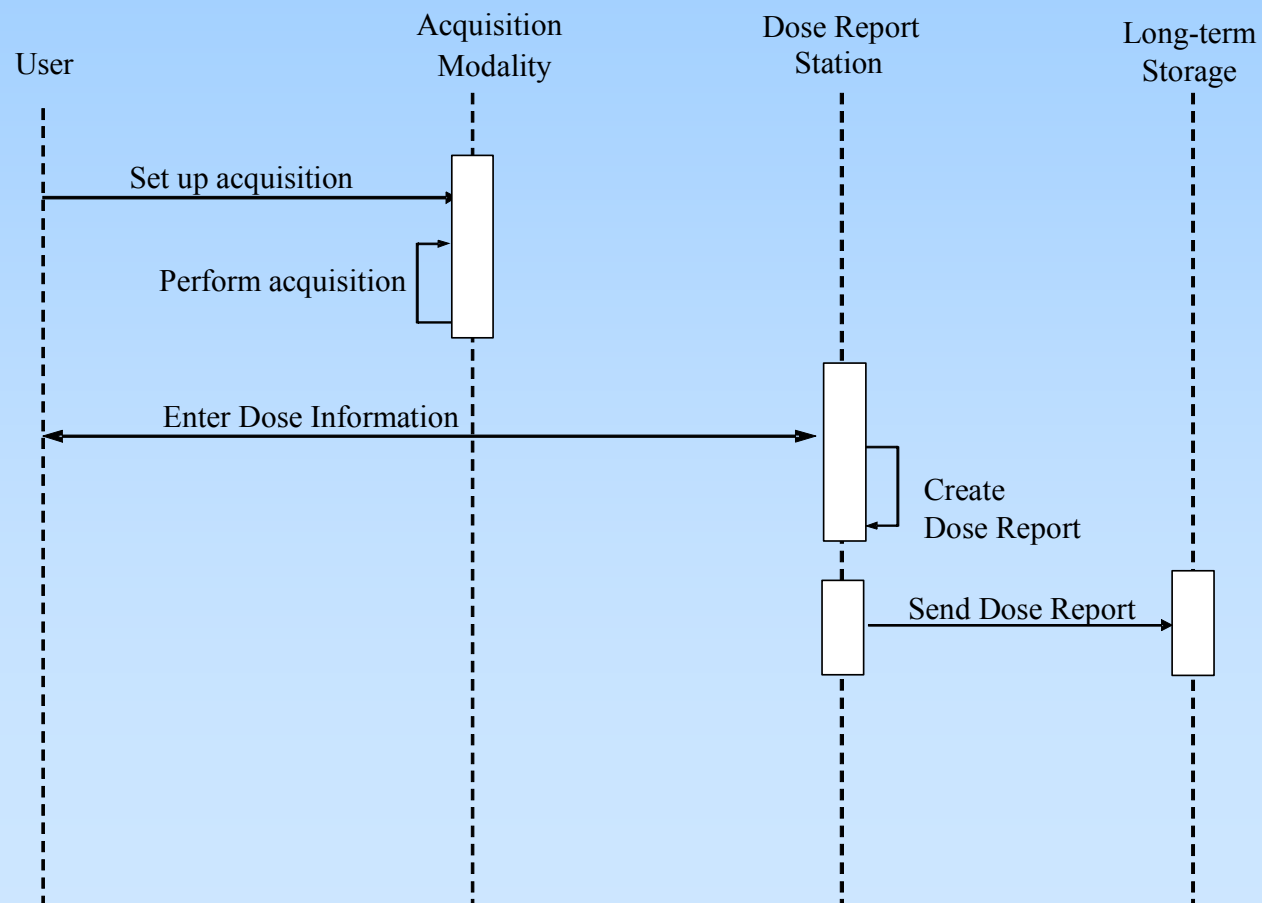 User
Acquisition
Modality
Dose Report
Station
Long-term
Storage
Set up acquisition
Perform acquisition
Enter Dose Information
Create
Dose Report
Send Dose Report